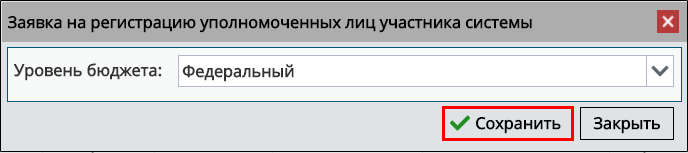 Заявка на регистрацию уполномоченных лиц участника системы
Уровень бюджета: Федеральный
Сохранить Закрыть